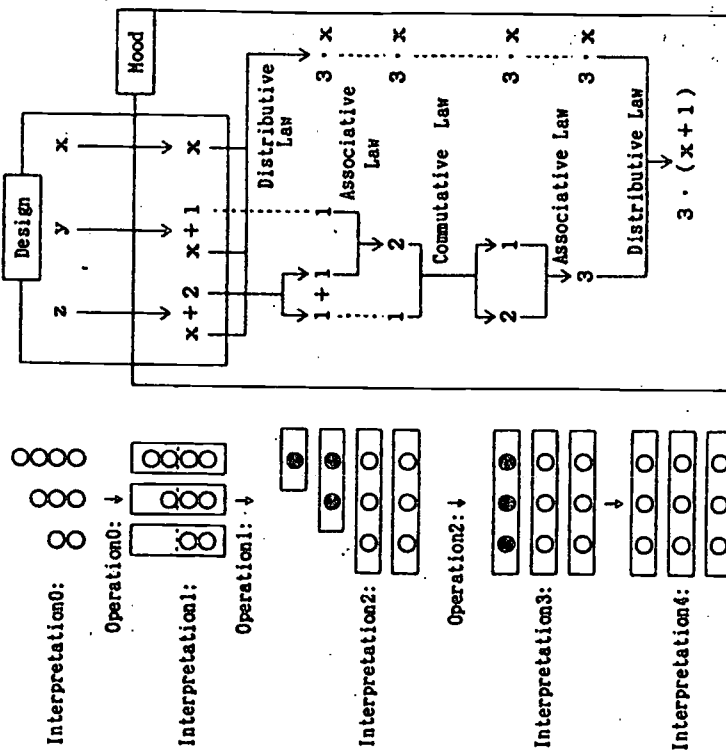 Interpretation0:
Operation0:
Interpretation1:
Operation1:
Interpretation2:
Operation2:
Interpretation3:
Interpretation4:
Design
Mood
z y x
x + 2 x + 1 x
Distributive
Law
1 + 1 1 3 · x
Associative
Law
1 2 3 · x
Commutative Law
2 1 3 · x
Associative Law
3 3 · x
Distributive Law
3 · ( x + 1 )